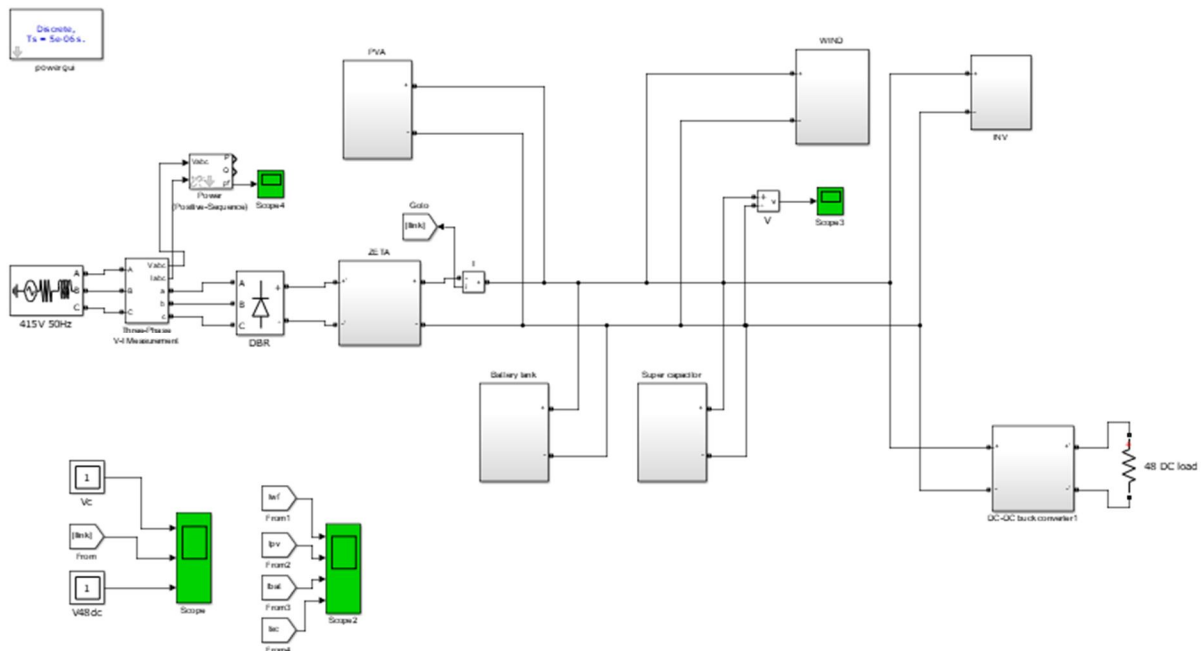 Discrete,
Ts = 5e-06 s.
powergui
PVA
+
-
WIND
+
-
+
-
INV
Vabc
P
Q
pf
Power
(Positive-Sequence)
Scope4
Goto
[Ilink]
I
+
-
i
+
-
v
V
Scope3
415V 50Hz
A
B
C
A
B
C
Vabc
Iabc
a
b
c
Three-Phase
V-I Measurement
A
B
C
+
-
DBR
ZETA
+'
-'
+
-
Battery tank
+
-
Super capacitor
+
-
+
-
+'
-'
DC-DC buck converter1
+
48 DC load
1
Vc
[Ilink]
From
1
V48dc
Scope
Iwf
From1
Ipv
From2
Ibat
From3
Isc
From4
Scope2